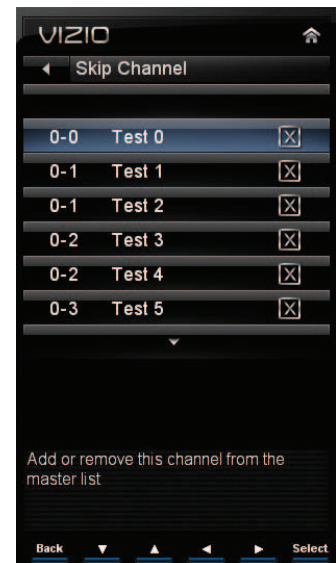 VIZIO
Skip Channel
0-0 Test 0 X
0-1 Test 1 X
0-1 Test 2 X
0-2 Test 3 X
0-2 Test 4 X
0-3 Test 5 X
Add or remove this channel from the
master list
Back Select